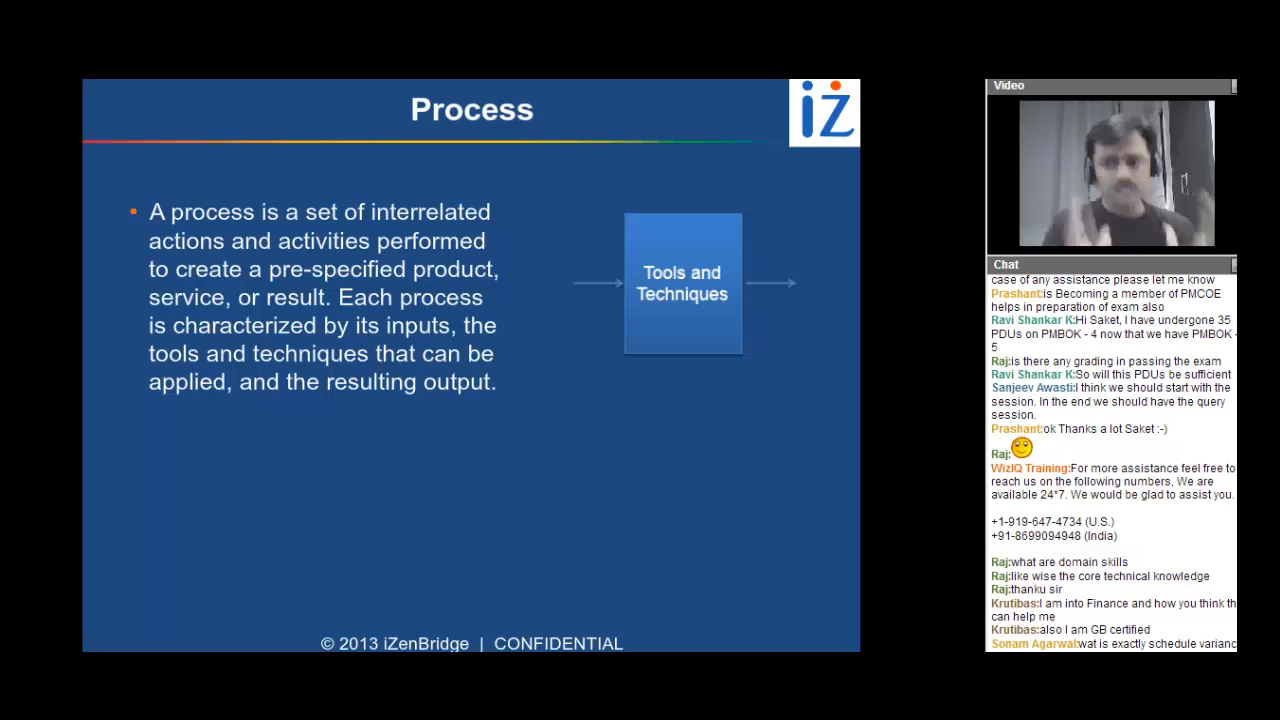 Process
iz
• A process is a set of interrelated
actions and activities performed
to create a pre-specified product,
service, or result. Each process
is characterized by its inputs, the
tools and techniques that can be
applied, and the resulting output.
Tools and
Techniques
© 2013 iZenBridge | CONFIDENTIAL
Video
Chat
case of any assistance please let me know
Prashant:is Becoming a member of PMCOE
helps in preparation of exam also
Ravi Shankar K:Hi Saket, I have undergone 35
PDUs on PMBOK - 4 now that we have PMBOK -
5
Raj:is there any grading in passing the exam
Ravi Shankar K:So will this PDUs be sufficient
Sanjeev Awasti:I think we should start with the
session. In the end we should have the query
session.
Prashant:ok Thanks a lot Saket :-)
Raj:
WizIQ Training:For more assistance feel free to
reach us on the following numbers, We are
available 24*7. We would be glad to assist you.
+1-919-647-4734 (U.S.)
+91-8699094948 (India)
Raj:what are domain skills
Raj:like wise the core technical knowledge
Raj:thanku sir
Krutibas:I am into Finance and how you think th
can help me
Krutibas:also I am GB certified
Sonam Agarwal:wat is exactly schedule varianc